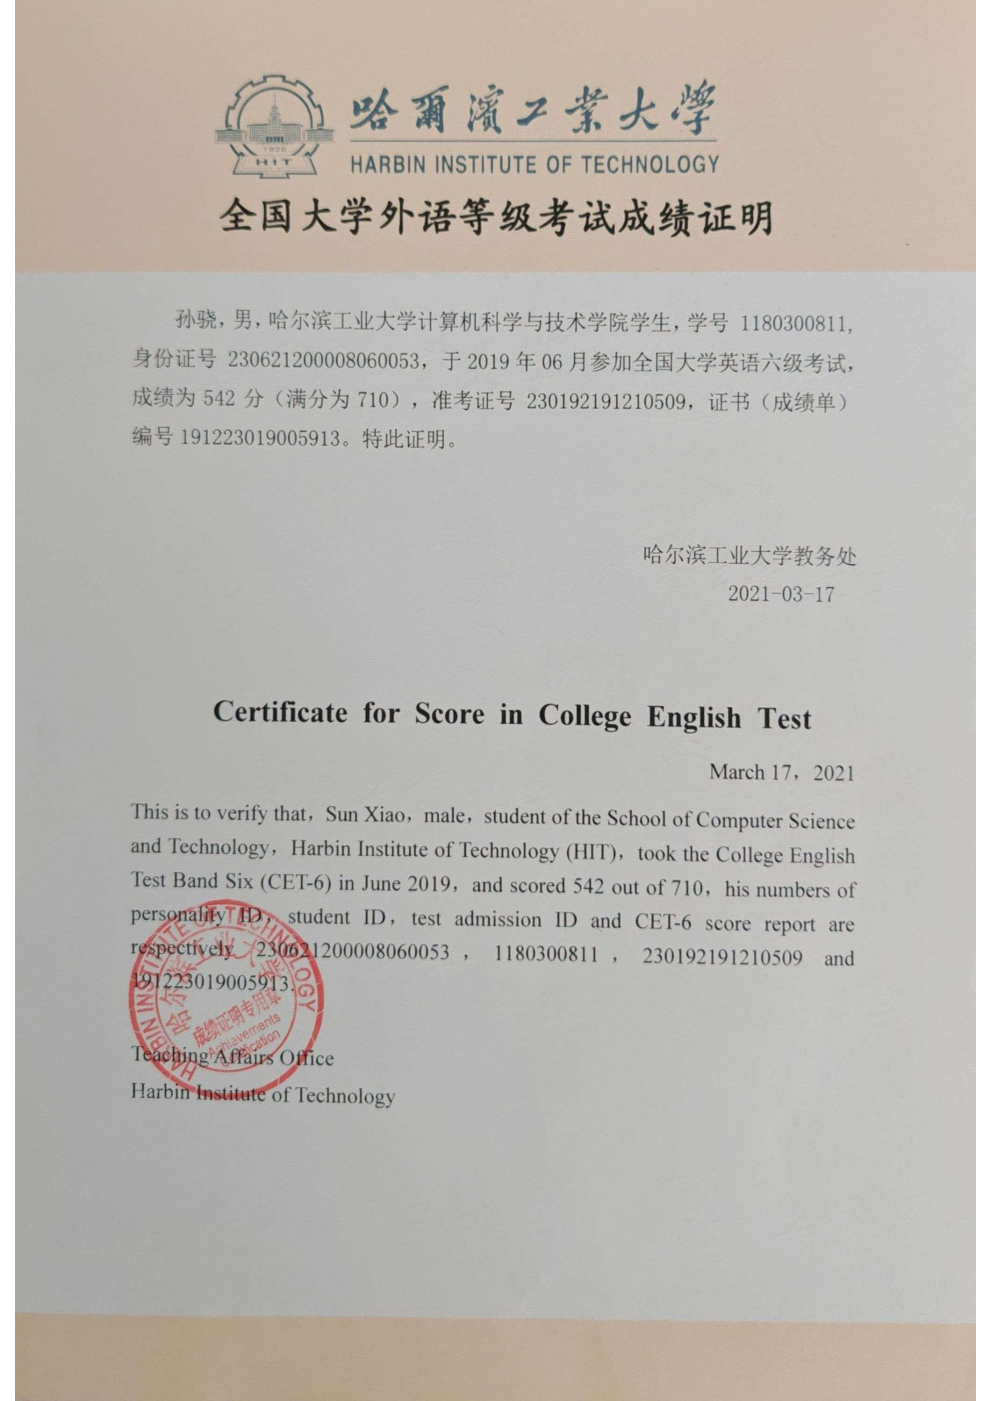 1920
HIT
哈爾濱工業大學
HARBIN INSTITUTE OF TECHNOLOGY
全国大学外语等级考试成绩证明
孙骁，男，哈尔滨工业大学计算机科学与技术学院学生，学号 1180300811，
身份证号 230621200008060053，于 2019 年 06 月参加全国大学英语六级考试，
成绩为 542 分（满分为 710），准考证号 230192191210509，证书（成绩单）
编号 191223019005913。特此证明。
哈尔滨工业大学教务处
2021-03-17
Certificate for Score in College English Test
March 17，2021
This is to verify that，Sun Xiao，male，student of the School of Computer Science
and Technology，Harbin Institute of Technology (HIT)，took the College English
Test Band Six (CET-6) in June 2019，and scored 542 out of 710，his numbers of
personality ID，student ID，test admission ID and CET-6 score report are
respectively 230621200008060053，1180300811，230192191210509 and
191223019005913.
HARBIN INSTITUTE OF TECHNOLOGY
哈尔滨工业大学
成绩证明专用章
Achievements
Certification
Teaching Affairs Office
Harbin Institute of Technology